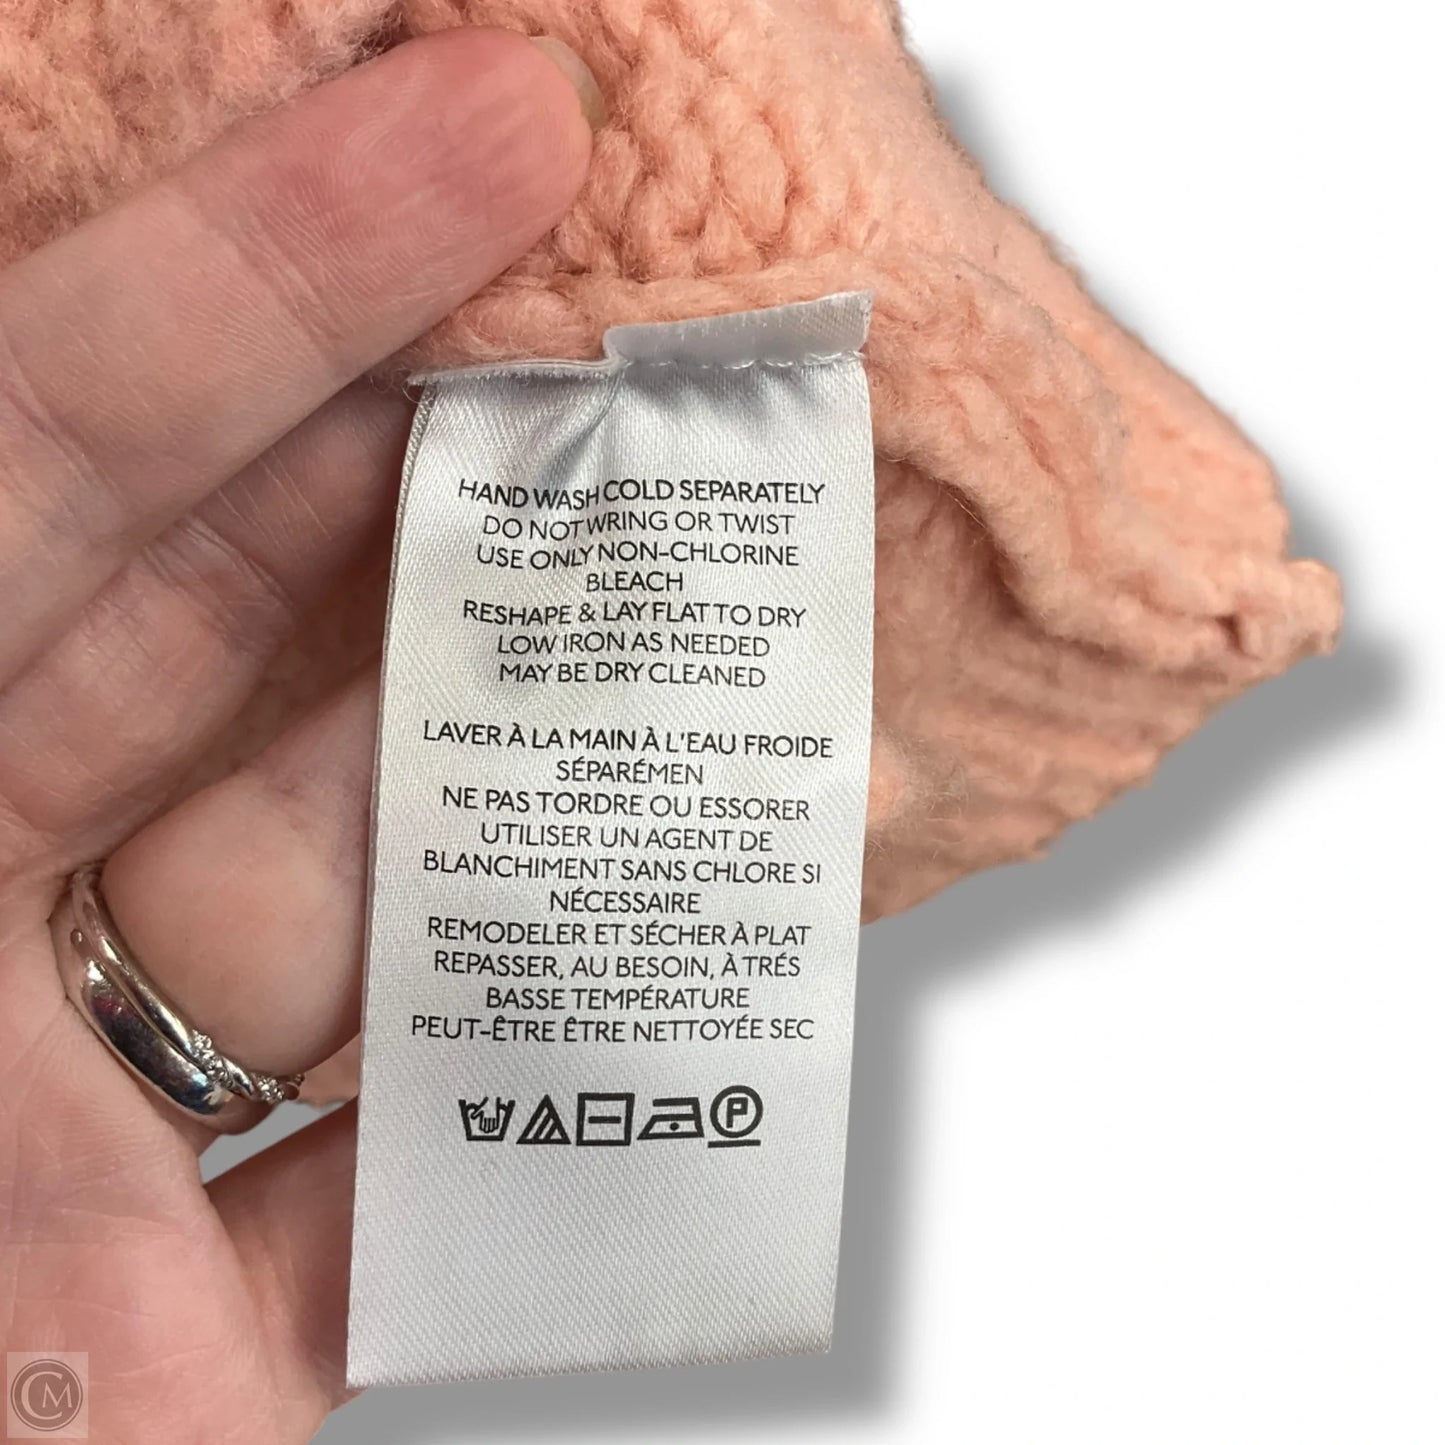 HAND WASH COLD SEPARATELY
DO NOT WRING OR TWIST
USE ONLY NON-CHLORINE
BLEACH
RESHAPE & LAY FLAT TO DRY
LOW IRON AS NEEDED
MAY BE DRY CLEANED
LAVER À LA MAIN À L'EAU FROIDE
SÉPARÉMEN
NE PAS TORDRE OU ESSORER
UTILISER UN AGENT DE
BLANCHIMENT SANS CHLORE SI
NÉCESSAIRE
REMODELER ET SÉCHER À PLAT
REPASSER, AU BESOIN, À TRÉS
BASSE TEMPÉRATURE
PEUT-ÊTRE ÊTRE NETTOYÉE SEC
P
CM